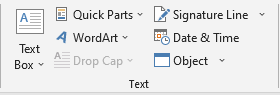 Text
Box
Quick Parts
WordArt
Drop Cap
Signature Line
Date & Time
Object
Text